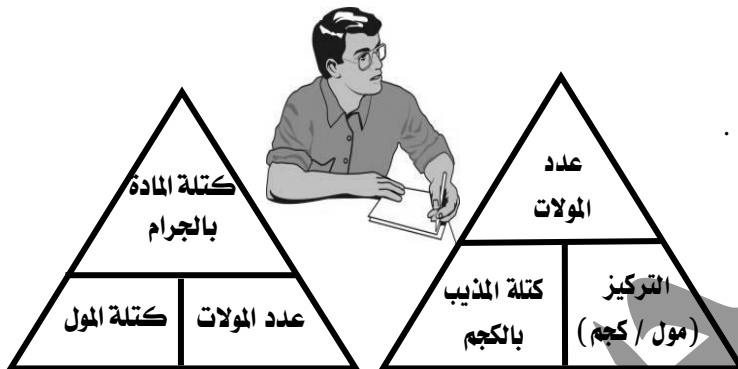 عدد
المولات
التركيز
(مول / كجم)
كتلة المذيب
بالكجم
كتلة المادة
بالجرام
عدد المولات
كتلة المول